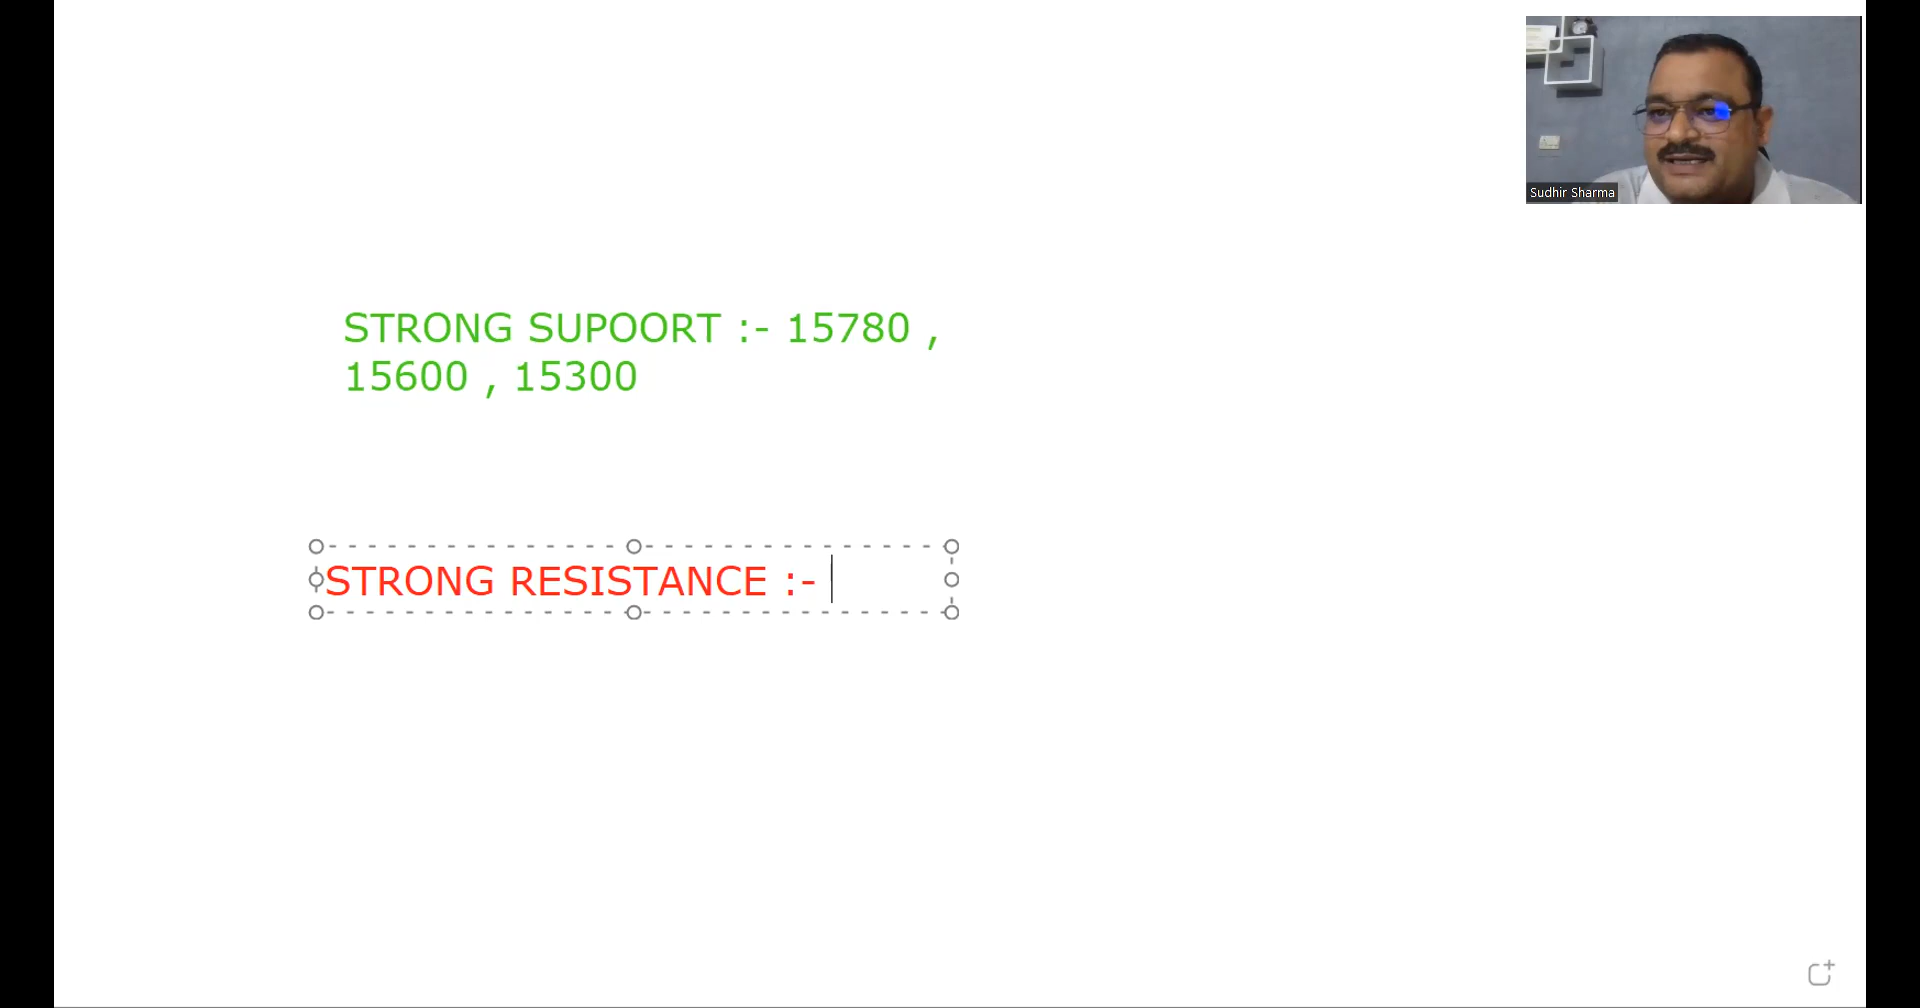 Sudhir Sharma
STRONG SUPOORT :- 15780 ,
15600 , 15300
STRONG RESISTANCE :-